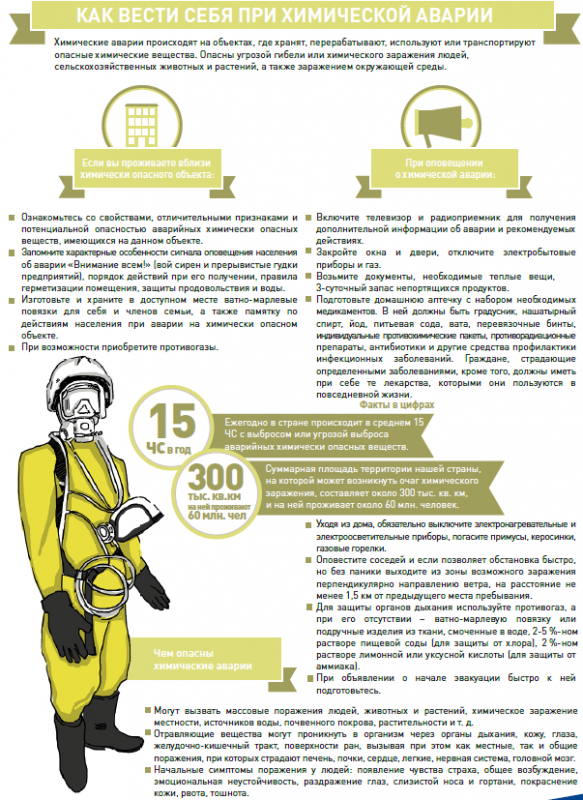 КАК ВЕСТИ СЕБЯ ПРИ ХИМИЧЕСКОЙ АВАРИИ
Химические аварии происходят на объектах, где хранят, перерабатывают, используют или транспортируют
опасные химические вещества. Опасны угрозой гибели или химического заражения людей,
сельскохозяйственных животных и растений, а также заражением окружающей среды.
Если вы проживаете вблизи
химически опасного объекта:
Ознакомьтесь со свойствами, отличительными признаками и
потенциальной опасностью аварийных химически опасных
веществ, имеющихся на данном объекте.
Запомните характерные особенности сигнала оповещения населения
об аварии «Внимание всем!» (вой сирен и прерывистые гудки
предприятий), порядок действий при его получении, правила
герметизации помещения, защиты продовольствия и воды.
Изготовьте и храните в доступном месте ватно-марлевые
повязки для себя и членов семьи, а также памятку по
действиям населения при аварии на химически опасном
объекте.
При возможности приобретите противогазы.
При оповещении
о химической аварии:
Включите телевизор и радиоприемник для получения
дополнительной информации об аварии и рекомендуемых
действиях.
Закройте окна и двери, отключите электробытовые
приборы и газ.
Возьмите документы, необходимые теплые вещи,
3-суточный запас непортящихся продуктов.
Подготовьте домашнюю аптечку с набором необходимых
медикаментов. В ней должны быть градусник, нашатырный
спирт, йод, питьевая сода, вата, перевязочные бинты,
индивидуальные противохимические пакеты, противорадиационные
препараты, антибиотики и другие средства профилактики
инфекционных заболеваний. Граждане, страдающие
определенными заболеваниями, кроме того, должны иметь
при себе те лекарства, которыми они пользуются в
повседневной жизни.
Факты в цифрах
15
ЧС в год
Ежегодно в стране происходит в среднем 15
ЧС с выбросом или угрозой выброса
аварийных химически опасных веществ.
300
ТЫС. КВ.КМ
на ней проживают
60 МЛН. ЧЕЛ
Суммарная площадь территории нашей страны,
на которой может возникнуть очаг химического
заражения, составляет около 300 тыс. кв. км,
и на ней проживает около 60 млн. человек.
Уходя из дома, обязательно выключите электронагревательные и
электроосветительные приборы, погасите примусы, керосинки,
газовые горелки.
Оповестите соседей и если позволяет обстановка быстро,
но без паники выходите из зоны возможного заражения
перпендикулярно направлению ветра, на расстояние не
менее 1,5 км от предыдущего места пребывания.
Для защиты органов дыхания используйте противогаз, а
при его отсутствии – ватно-марлевую повязку или
подручные изделия из ткани, смоченные в воде, 2-5 %-ном
растворе пищевой соды (для защиты от хлора), 2 %-ном
растворе лимонной или уксусной кислоты (для защиты от
аммиака).
При объявлении о начале эвакуации быстро к ней
подготовьтесь.
Чем опасны
химические аварии
Могут вызвать массовые поражения людей, животных и растений, химическое заражение
местности, источников воды, почвенного покрова, растительности и т. д.
Отравляющие вещества могут проникнуть в организм через органы дыхания, кожу, глаза,
желудочно-кишечный тракт, поверхности ран, вызывая при этом как местные, так и общие
поражения, при которых страдают печень, почки, сердце, легкие, нервная система, головной мозг.
Начальные симптомы поражения у людей: появление чувства страха, общее возбуждение
эмоциональная неустойчивость, раздражение глаз, слизистой носа и гортани, покраснение
кожи, рвота, тошнота.